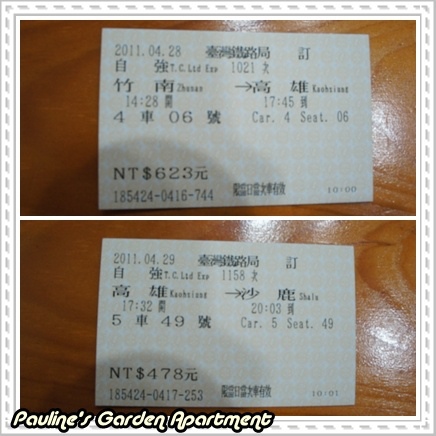 2011.04.28 臺灣鐵路局 訂
自 強 T.C.Ltd Exp 1021 次
竹 南 Zhunan →高 雄 Kaohsiung
14:28 開 17:45 到
4 車 06 號 Car. 4 Seat. 06
NT$623元
185424-0416-744 限當日當次車有效 10:00
2011.04.29 臺灣鐵路局 訂
自 強 T.C.Ltd Exp 1158 次
高 雄 Kaohsiung →沙 鹿 Shalu
17:32 開 20:03 到
5 車 49 號 Car. 5 Seat. 49
NT$478元
185424-0417-253 限當日當次車有效 10/01
Pauline's Garden Apartment